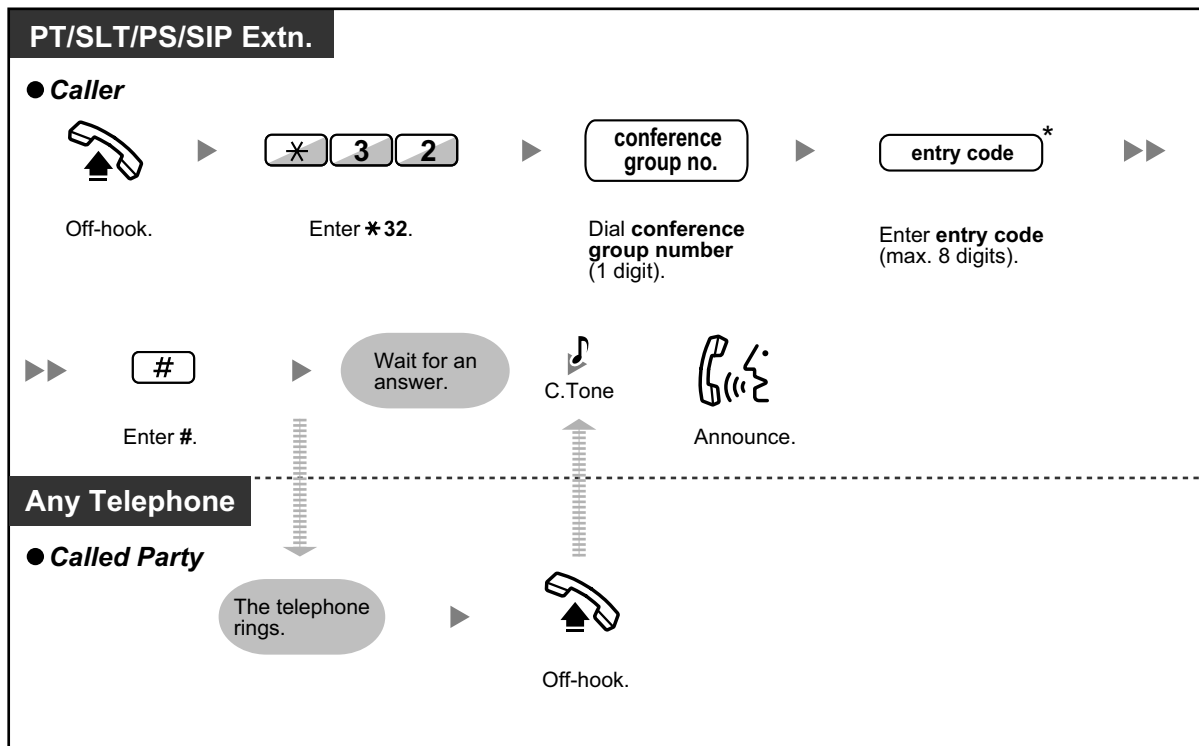 PT/SLT/PS/SIP Extn.
● Caller
✳ 3 2
conference
group no.
entry code*
Off-hook.
Enter ✳32.
Dial conference
group number
(1 digit).
Enter entry code
(max. 8 digits).
#
Wait for an
answer.
C.Tone
Enter #.
Announce.
Any Telephone
● Called Party
The telephone
rings.
Off-hook.